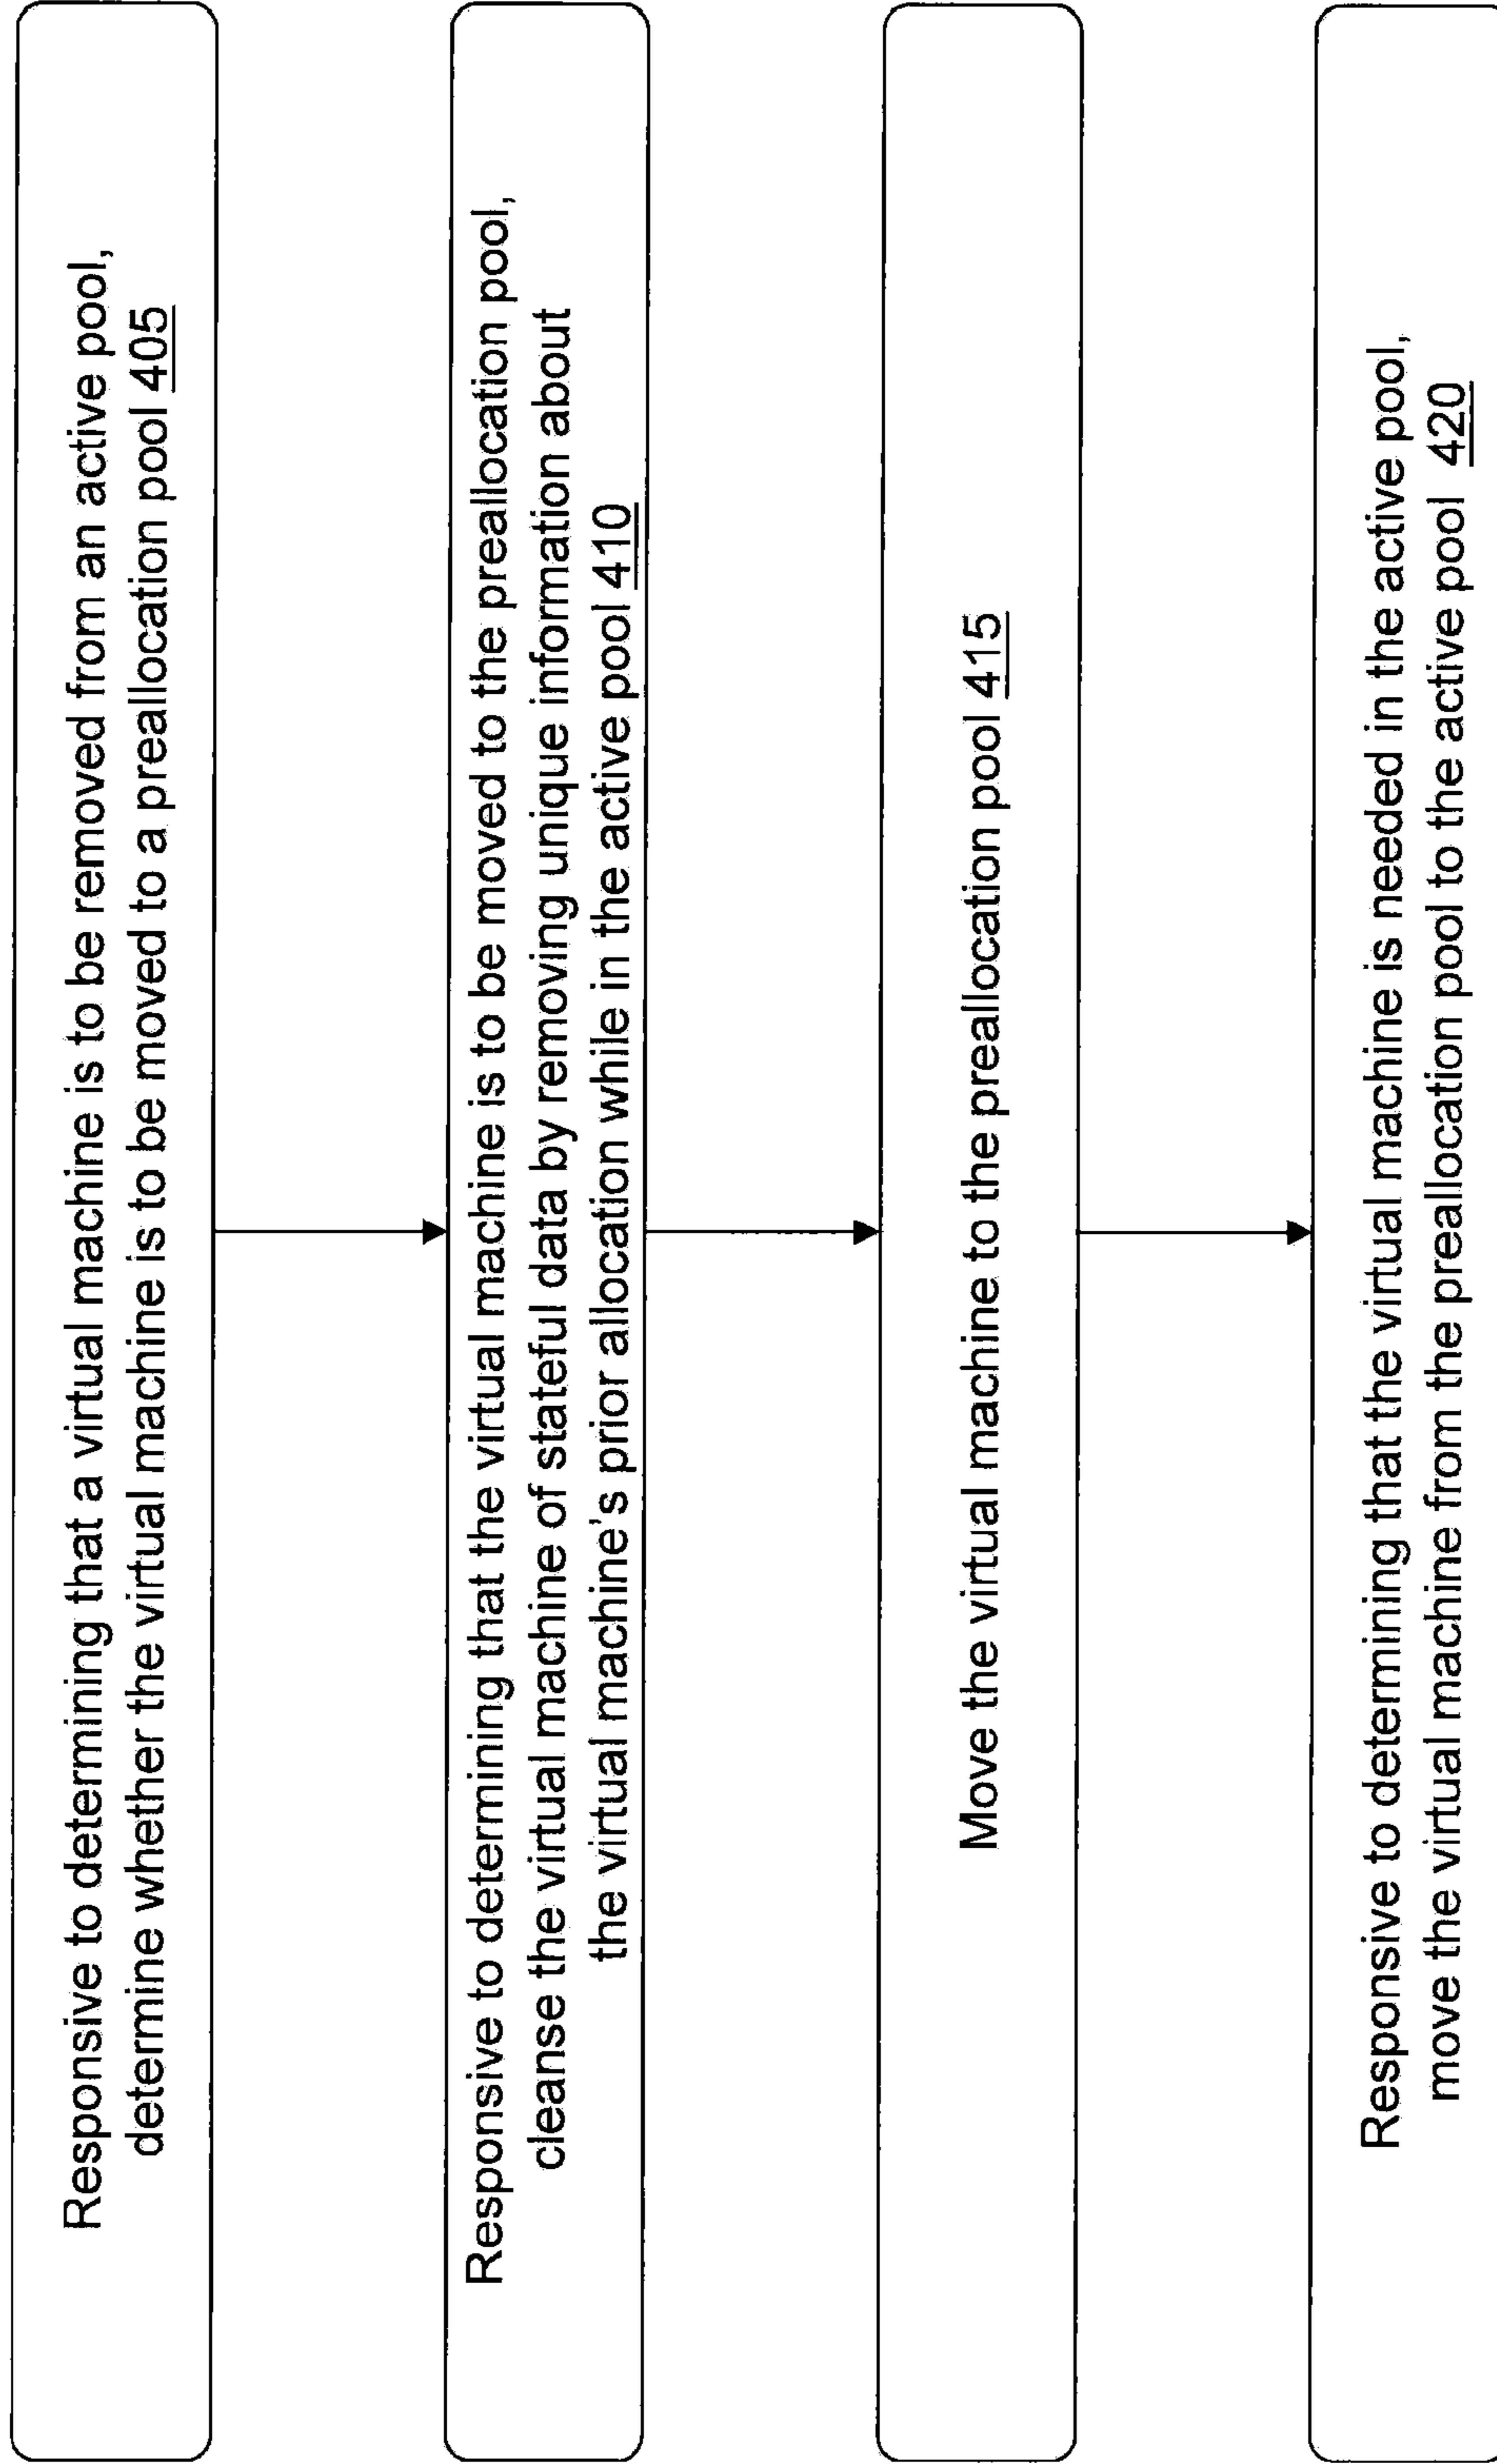 Responsive to determining that a virtual machine is to be removed from an active pool,
determine whether the virtual machine is to be moved to a preallocation pool 405
Responsive to determining that the virtual machine is to be moved to the preallocation pool,
cleanse the virtual machine of stateful data by removing unique information about
the virtual machine's prior allocation while in the active pool 410
Move the virtual machine to the preallocation pool 415
Responsive to determining that the virtual machine is needed in the active pool,
move the virtual machine from the preallocation pool to the active pool 420